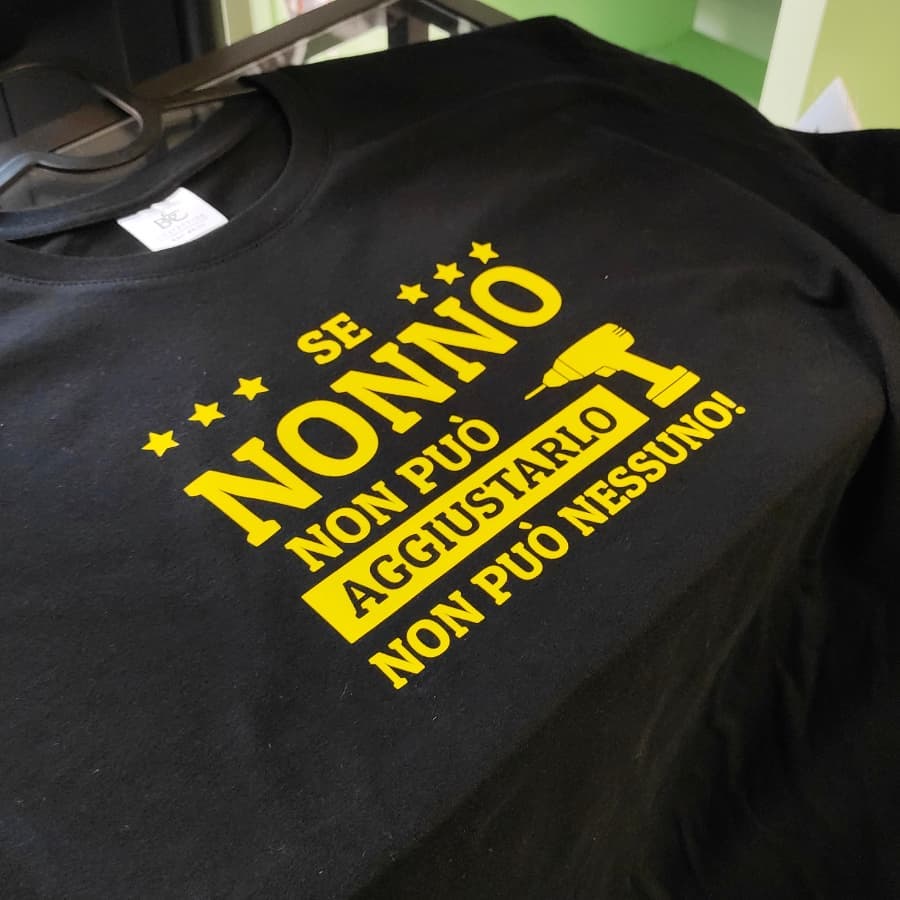 B&C
SE
NONNO
NON PUÒ
AGGIUSTARLO
NON PUÒ NESSUNO!